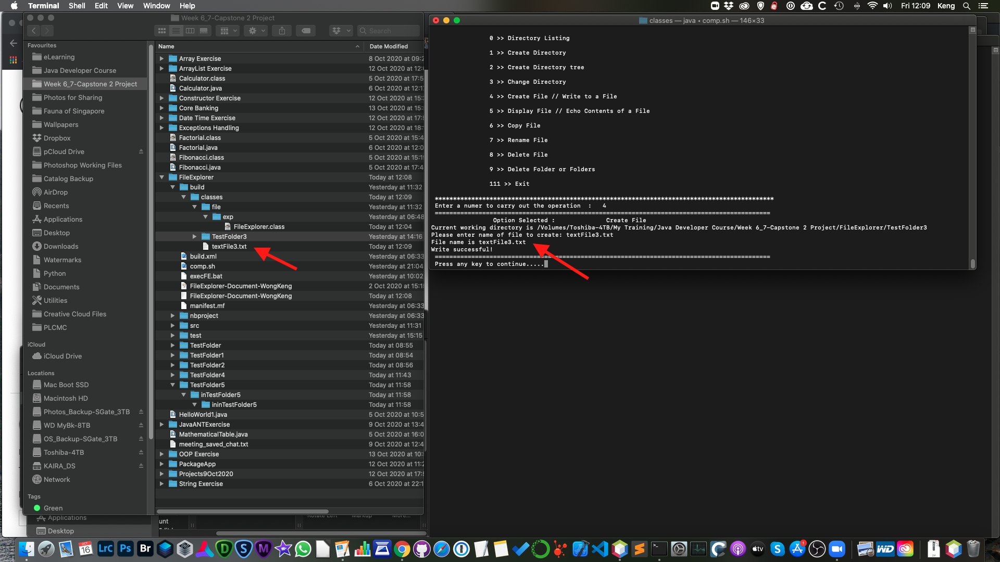 Terminal Shell Edit View Window Help
Fri 12:09 Keng
Week 6_7-Capstone 2 Project
Search
Favourites
eLearning
Java Developer Course
Week 6_7-Capstone 2 Project
Photos for Sharing
Fauna of Singapore
Wallpapers
Dropbox
pCloud Drive
Photoshop Working Files
Catalog Backup
AirDrop
Recents
Applications
Desktop
Downloads
Watermarks
Python
Documents
Utilities
Creative Cloud Files
PLCMC
iCloud
iCloud Drive
Locations
Mac Boot SSD
Macintosh HD
Photos_Backup-SGate_3TB
WD MyBk-8TB
OS_Backup-SGate_3TB
Toshiba-4TB
KAIRA_DS
Network
Tags
Green
Applications
Desktop
Name Date Modified
Array Exercise 8 Oct 2020 at 09:2
ArrayList Exercise 12 Oct 2020 at 12:
Calculator.class 5 Oct 2020 at 17:5
Calculator.java 6 Oct 2020 at 12:1
Constructor Exercise 12 Oct 2020 at 15:
Core Banking 13 Oct 2020 at 15:
Date Time Exercise 12 Oct 2020 at 17:
Exceptions Handling 12 Oct 2020 at 18:
Factorial.class 5 Oct 2020 at 15:4
Factorial.java 6 Oct 2020 at 12:0
Fibonacci.class 5 Oct 2020 at 15:1
Fibonacci.java 5 Oct 2020 at 17:4
FileExplorer Today at 12:08
build Yesterday at 11:32
classes Today at 12:09
file Yesterday at 11:32
exp Yesterday at 06:48
FileExplorer.class Today at 12:04
TestFolder3 Yesterday at 14:16
textFile3.txt Today at 12:09
build.xml Yesterday at 06:33
comp.sh Yesterday at 21:04
execFE.bat Yesterday at 10:02
FileExplorer-Document-WongKeng 2 Oct 2020 at 15:1
FileExplorer-Document-WongKeng Today at 12:08
manifest.mf Yesterday at 06:33
nbproject Yesterday at 06:33
src Yesterday at 11:31
test Yesterday at 15:15
TestFolder Today at 08:55
TestFolder1 Today at 08:54
TestFolder2 Today at 08:56
TestFolder4 Today at 11:43
TestFolder5 Today at 11:58
inTestFolder5 Today at 11:58
ininTestFolder5 Today at 11:58
HelloWorld1.java 5 Oct 2020 at 10:5
JavaANTExercise 9 Oct 2020 at 13:4
MathematicalTable.java 5 Oct 2020 at 16:0
meeting_saved_chat.txt 9 Oct 2020 at 12:4
OOP Exercise 13 Oct 2020 at 10:
PackageApp 12 Oct 2020 at 11:2
Projects9Oct2020 12 Oct 2020 at 17:
String Exercise 6 Oct 2020 at 22:1
unt
classes — java ◂ comp.sh — 146×33
0 >> Directory Listing
1 >> Create Directory
2 >> Create Directory tree
3 >> Change Directory
4 >> Create File // Write to a File
5 >> Display File // Echo Contents of a File
6 >> Copy File
7 >> Rename File
8 >> Delete File
9 >> Delete Folder or Folders
111 >> Exit
*********************************************************************************************
Enter a numer to carry out the operation : 4
============================================================================================
Option Selected : Create File
Current working directory is /Volumes/Toshiba-4TB/My Training/Java Developer Course/Week 6_7-Capstone 2 Project/FileExplorer/TestFolder3
Please enter name of file to create: textFile3.txt
File name is textFile3.txt
Write successful!
============================================================================================
Press any key to continue.....
OCT
16
LrC
Ps
Br
tv
1
WD